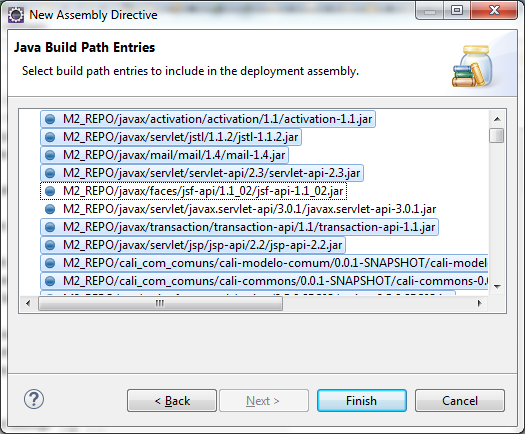 New Assembly Directive
Java Build Path Entries
Select build path entries to include in the deployment assembly.
M2_REPO/javax/activation/activation/1.1/activation-1.1.jar
M2_REPO/javax/servlet/jstl/1.1.2/jstl-1.1.2.jar
M2_REPO/javax/mail/mail/1.4/mail-1.4.jar
M2_REPO/javax/servlet/servlet-api/2.3/servlet-api-2.3.jar
M2_REPO/javax/faces/jsf-api/1.1_02/jsf-api-1.1_02.jar
M2_REPO/javax/servlet/javax.servlet-api/3.0.1/javax.servlet-api-3.0.1.jar
M2_REPO/javax/transaction/transaction-api/1.1/transaction-api-1.1.jar
M2_REPO/javax/servlet/jsp/jsp-api/2.2/jsp-api-2.2.jar
M2_REPO/cali_com_comuns/cali-modelo-comum/0.0.1-SNAPSHOT/cali-model
M2_REPO/cali_com_comuns/cali-commons/0.0.1-SNAPSHOT/cali-commons-0.0
< Back
Next >
Finish
Cancel